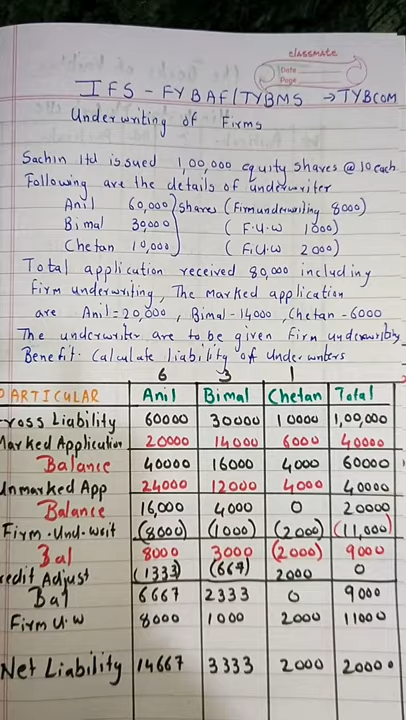 classmate
Date
Page
IFS - FYBAF/TYBMS → TYBCOM
Underwriting of Firms
Sachin ltd issued 1,00,000 equity shares @ 10 each
Following are the details of underwriter
Anil 60,000 } shares (Firm underwriting 8000)
Bimal 30000 (F.U.W 1000)
Chetan 10,000 (F.U.W 2000)
Total application received 80,000 including
Firm underwriting, The marked application
are Anil = 20,000, Bimal - 14000, Chetan - 6000
The underwriter are to be given Firm underwriting
Benefit. Calculate liability of Underwriters
6 3 1
PARTICULAR Anil Bimal Chetan Total
ross Liability 60000 30000 10000 1,00,000
Marked Application 20000 14000 6000 40000
Balance 40000 16000 4000 60000
Unmarked App 24000 12000 4000 40000
Balance 16,000 4000 0 20000
Firm. Und. writ (8000) (1000) (2000) (11,000)
Bal 8000 3000 (2000) 9000
redit Adjust (1333) (667) 2000 0
Bal 6667 2333 0 9000
Firm U.W 8000 1000 2000 11000
Net Liability 14667 3333 2000 20000